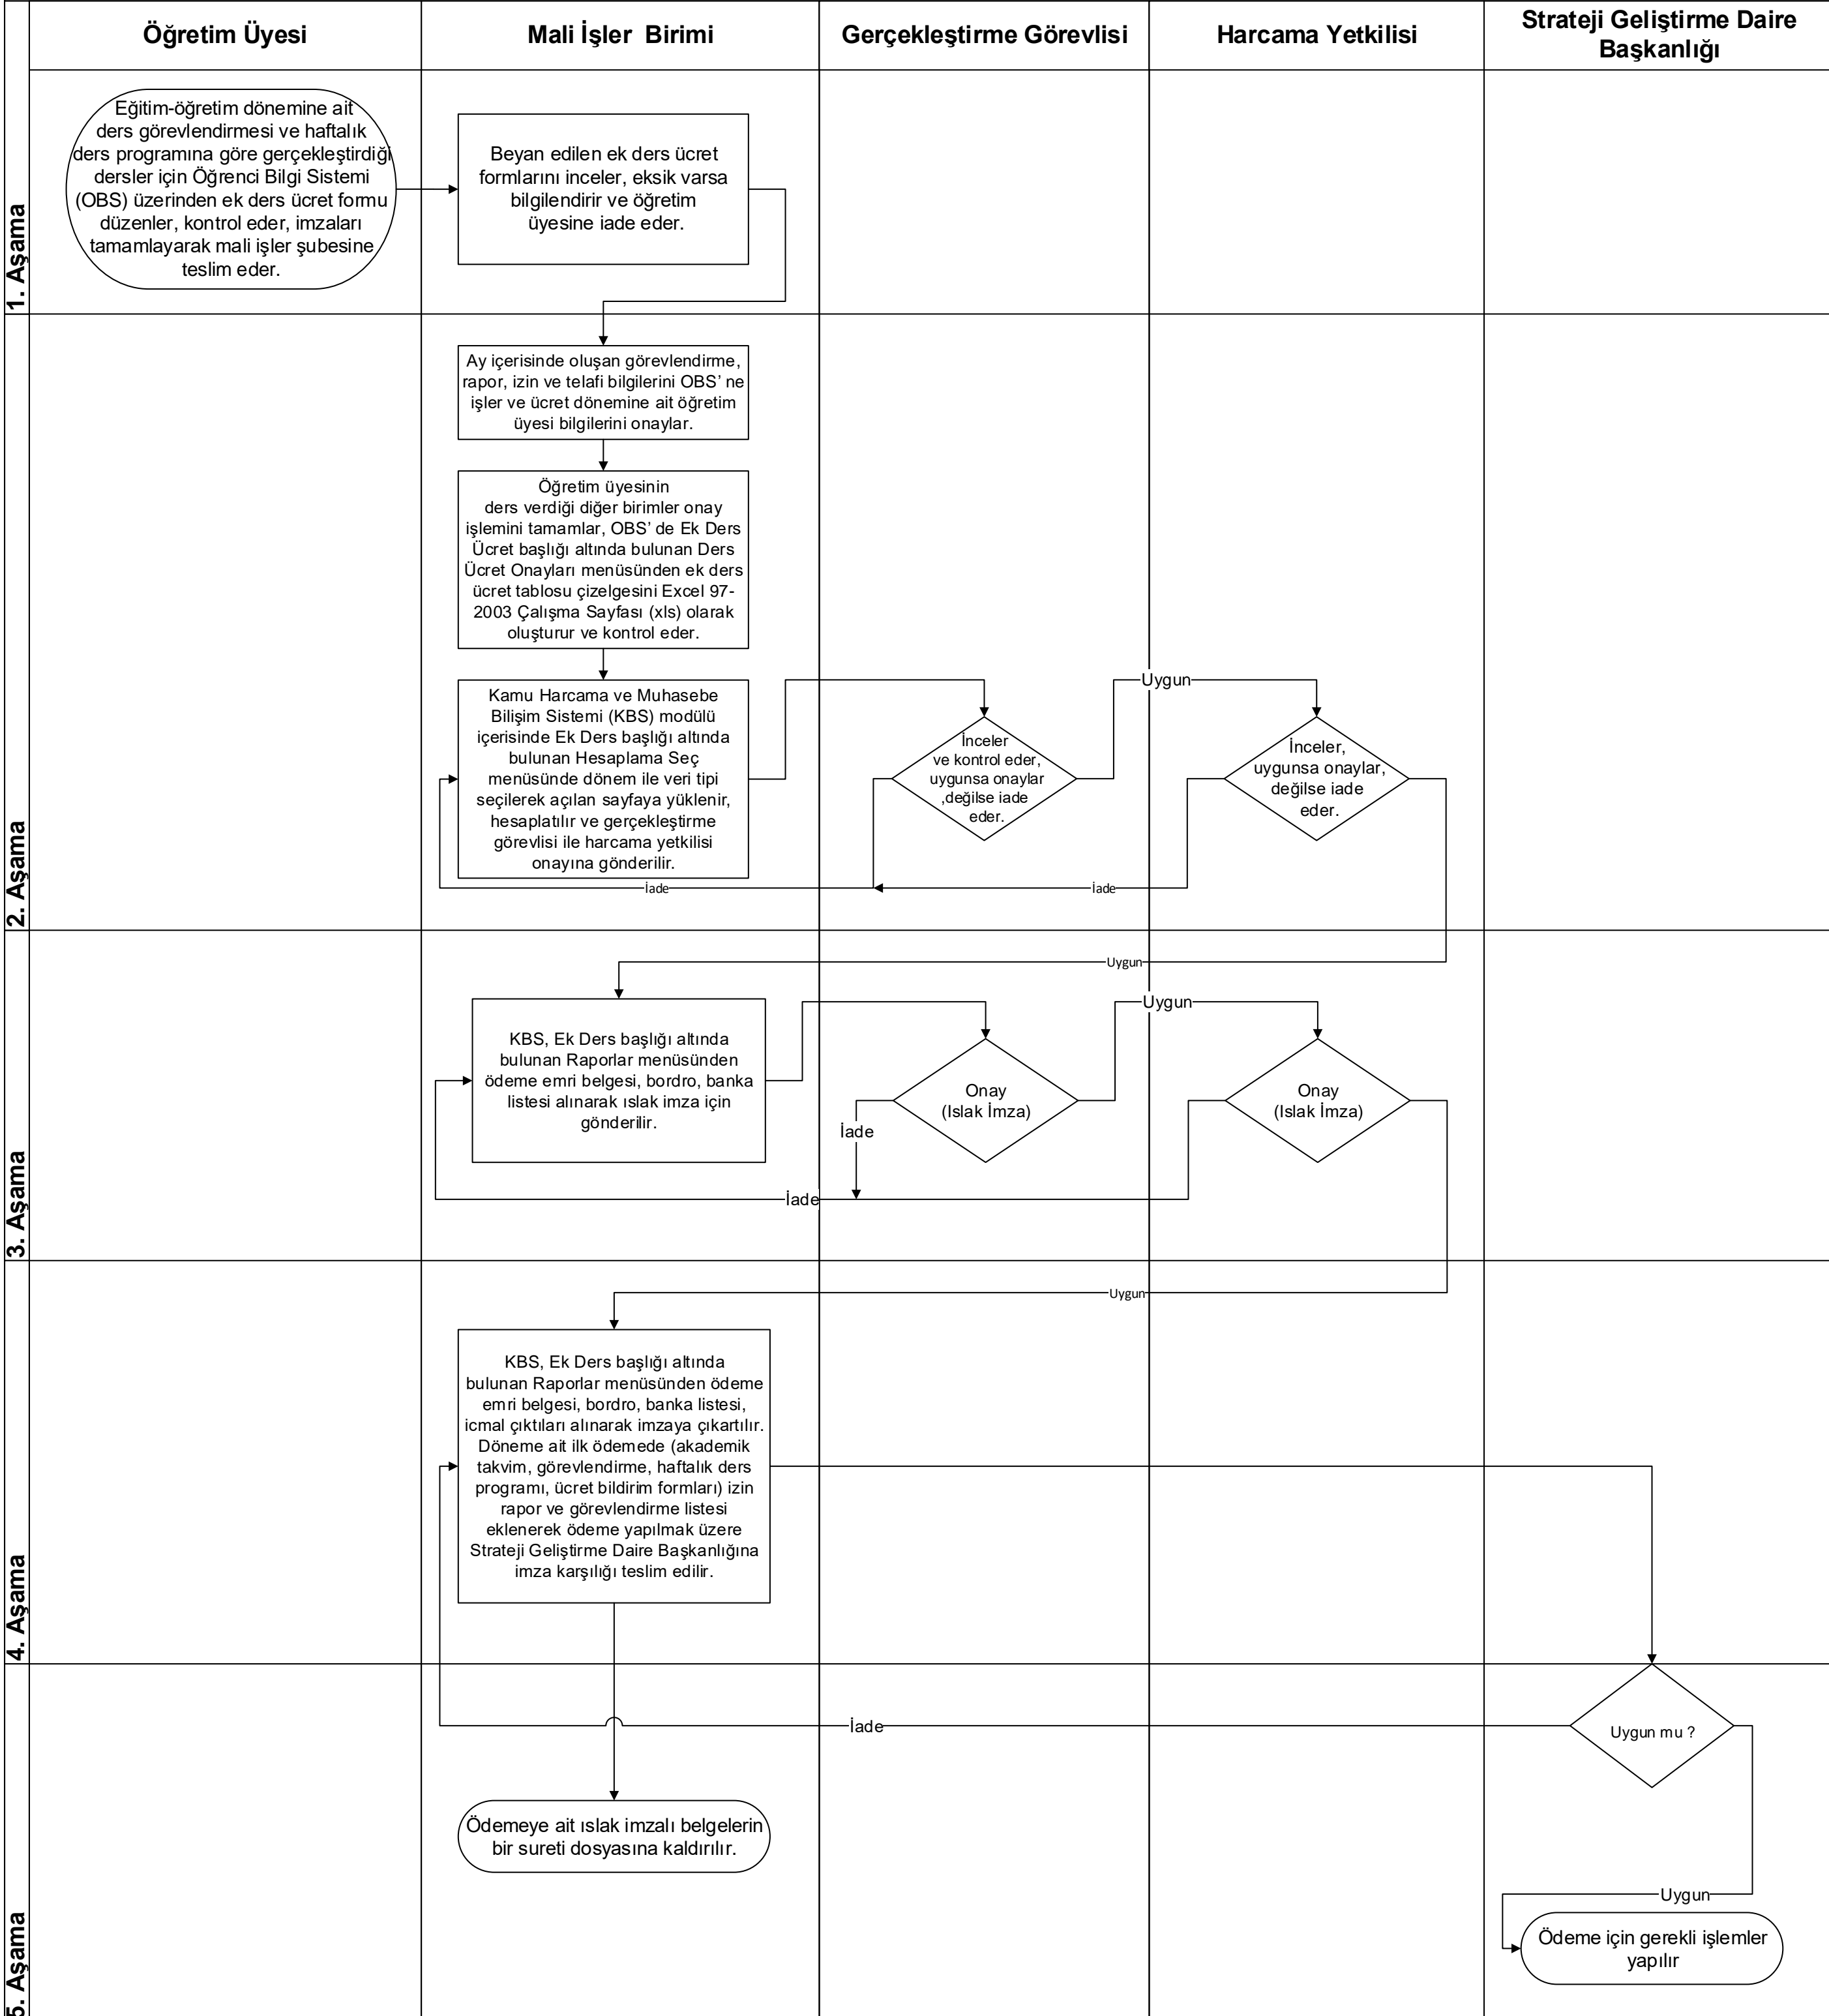 Öğretim Üyesi
Mali İşler  Birimi
Gerçekleştirme Görevlisi
Harcama Yetkilisi
Strateji Geliştirme Daire
Başkanlığı
1. Aşama
Eğitim-öğretim dönemine ait
ders görevlendirmesi ve haftalık
ders programına göre gerçekleştirdiği
dersler için Öğrenci Bilgi Sistemi
(OBS) üzerinden ek ders ücret formu
düzenler, kontrol eder, imzaları
tamamlayarak mali işler şubesine
teslim eder.
Beyan edilen ek ders ücret
formlarını inceler, eksik varsa
bilgilendirir ve öğretim
üyesine iade eder.
2. Aşama
Ay içerisinde oluşan görevlendirme,
rapor, izin ve telafi bilgilerini OBS’ ne
işler ve ücret dönemine ait öğretim
üyesi bilgilerini onaylar.
Öğretim üyesinin
ders verdiği diğer birimler onay
işlemini tamamlar, OBS’ de Ek Ders
Ücret başlığı altında bulunan Ders
Ücret Onayları menüsünden ek ders
ücret tablosu çizelgesini Excel 97-
2003 Çalışma Sayfası (xls) olarak
oluşturur ve kontrol eder.
Kamu Harcama ve Muhasebe
Bilişim Sistemi (KBS) modülü
içerisinde Ek Ders başlığı altında
bulunan Hesaplama Seç
menüsünde dönem ile veri tipi
seçilerek açılan sayfaya yüklenir,
hesaplatılır ve gerçekleştirme
görevlisi ile harcama yetkilisi
onayına gönderilir.
İnceler
ve kontrol eder,
uygunsa onaylar
,değilse iade
eder.
Uygun
İnceler,
uygunsa onaylar,
değilse iade
eder.
İade
İade
3. Aşama
Uygun
KBS, Ek Ders başlığı altında
bulunan Raporlar menüsünden
ödeme emri belgesi, bordro, banka
listesi alınarak ıslak imza için
gönderilir.
Onay
(Islak İmza)
Uygun
Onay
(Islak İmza)
İade
İade
4. Aşama
Uygun
KBS, Ek Ders başlığı altında
bulunan Raporlar menüsünden ödeme
emri belgesi, bordro, banka listesi,
icmal çıktıları alınarak imzaya çıkartılır.
Döneme ait ilk ödemede (akademik
takvim, görevlendirme, haftalık ders
programı, ücret bildirim formları) izin
rapor ve görevlendirme listesi
eklenerek ödeme yapılmak üzere
Strateji Geliştirme Daire Başkanlığına
imza karşılığı teslim edilir.
5. Aşama
İade
Uygun mu ?
Ödemeye ait ıslak imzalı belgelerin
bir sureti dosyasına kaldırılır.
Uygun
Ödeme için gerekli işlemler
yapılır